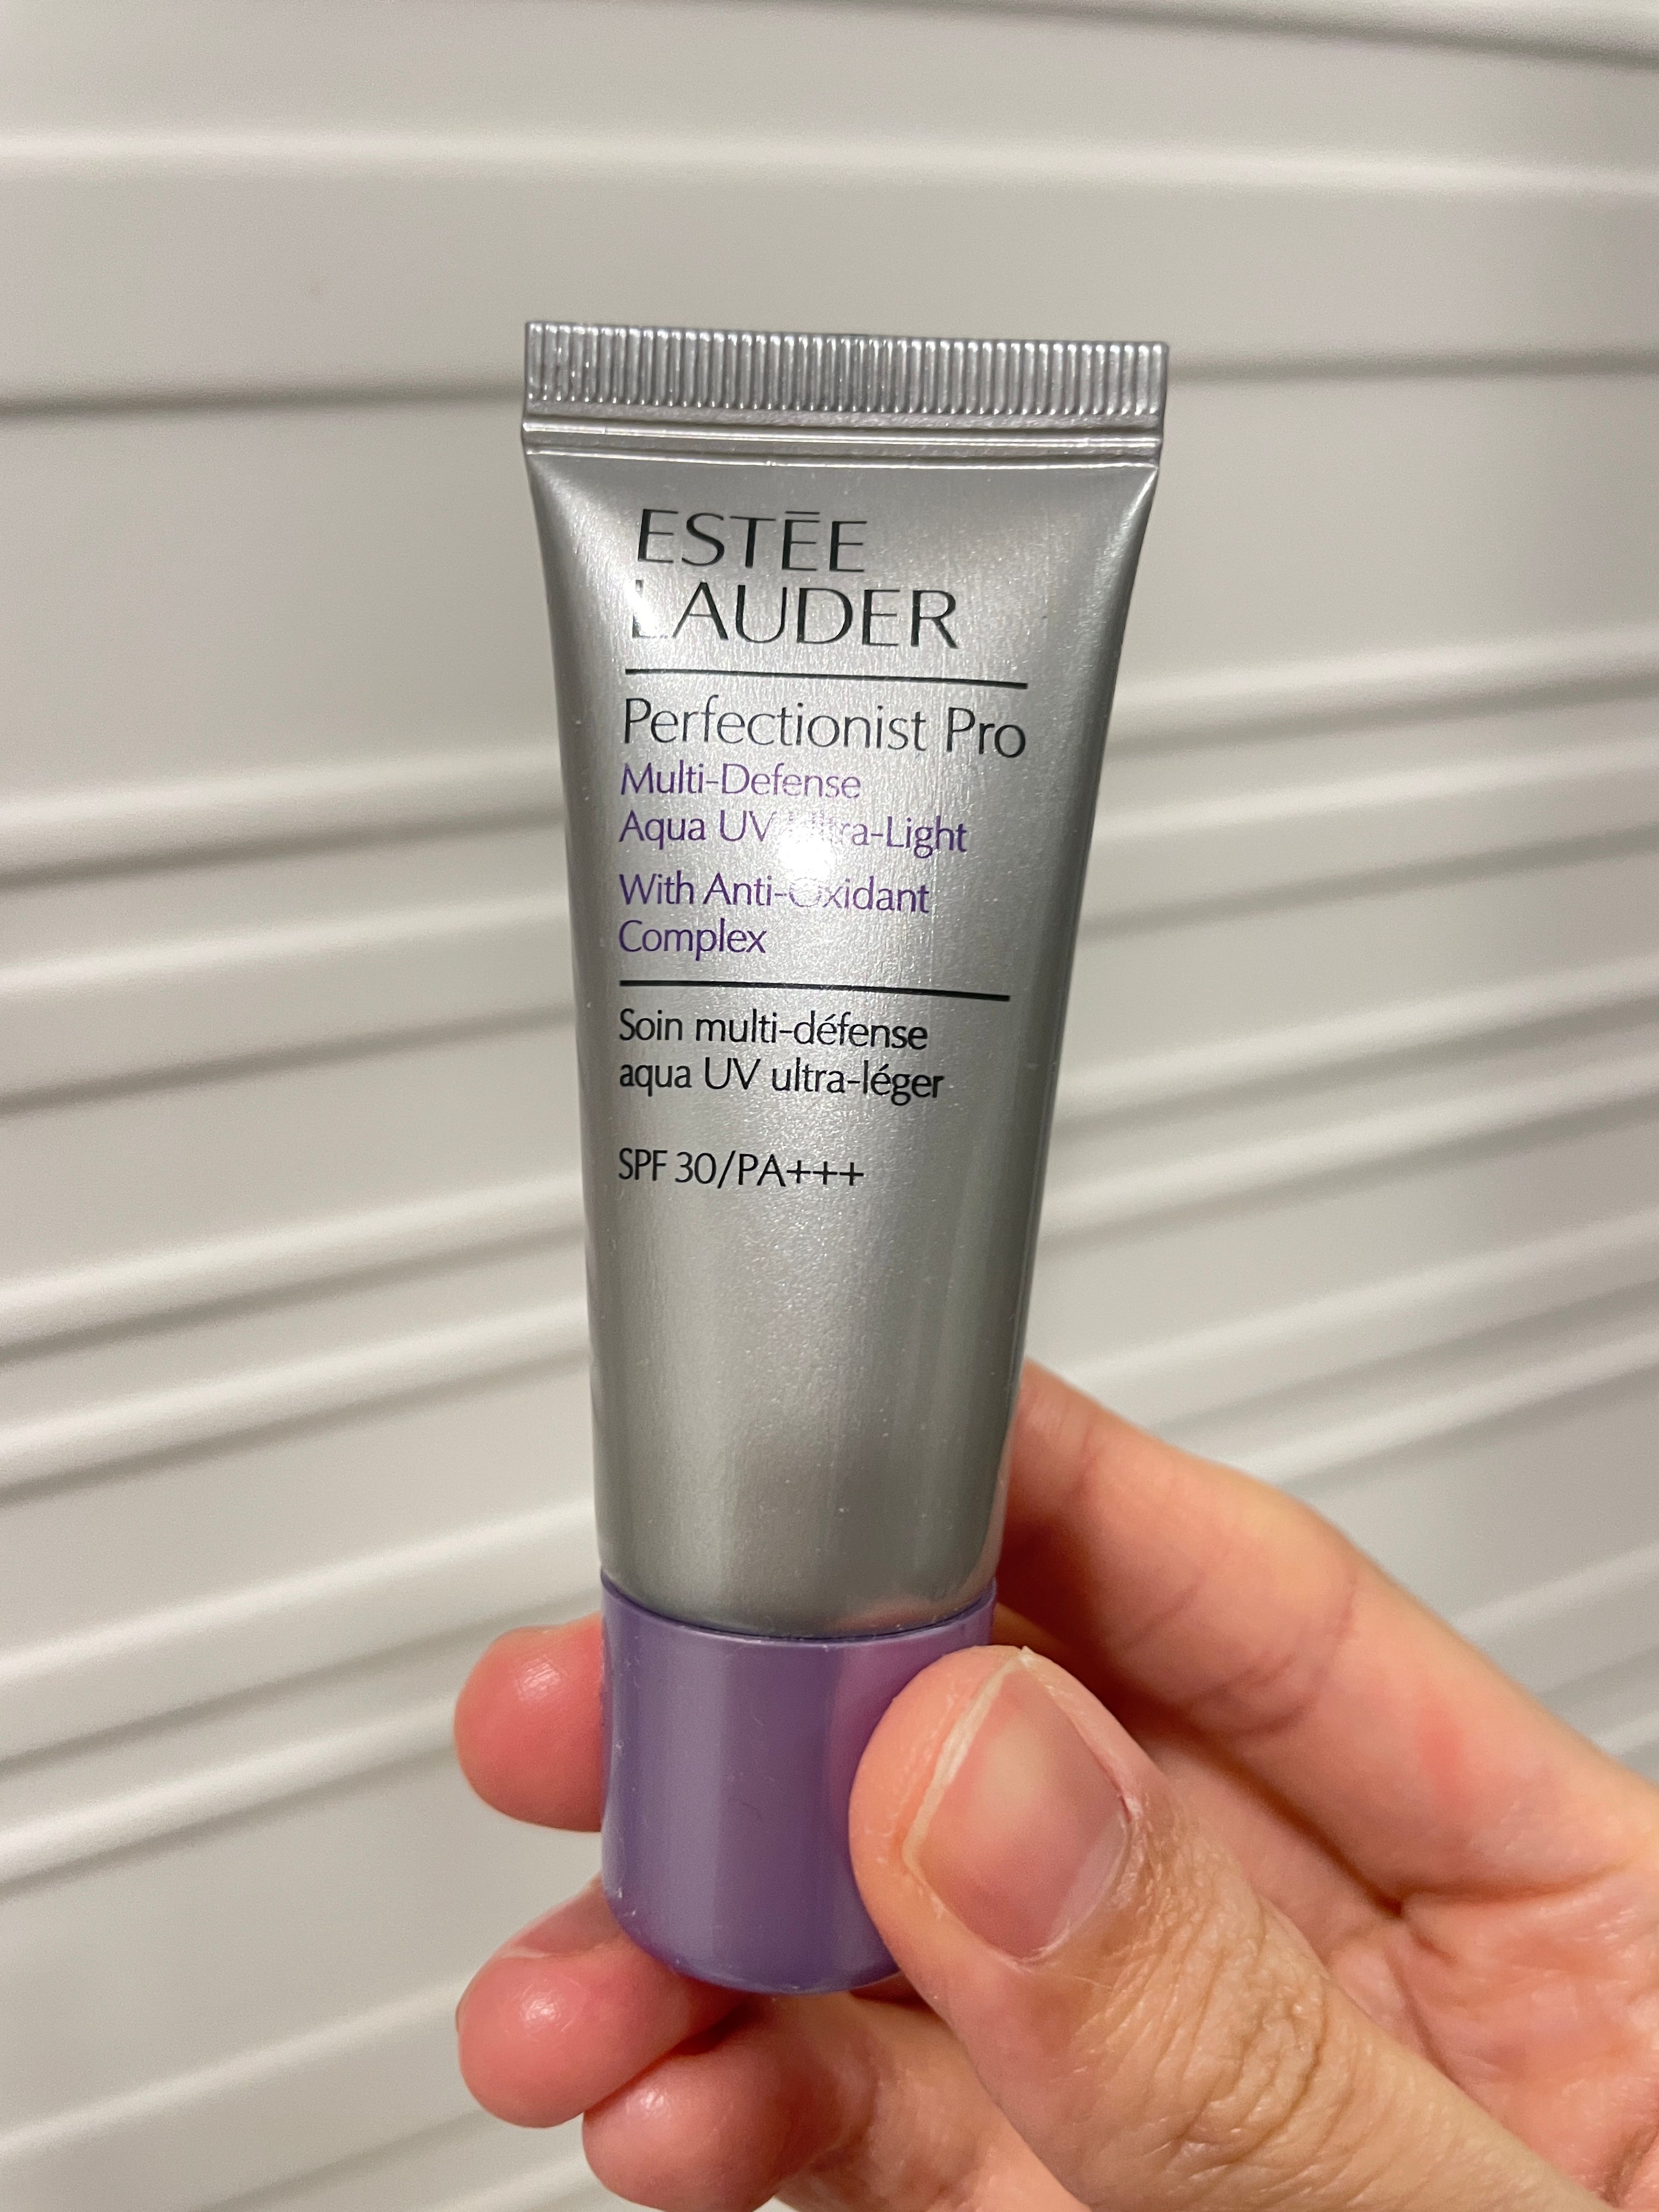 ESTĒE
LAUDER
Perfectionist Pro
Multi-Defense
Aqua UV Ultra-Light
With Anti-Oxidant
Complex
Soin multi-défense
aqua UV ultra-léger
SPF 30/PA+++